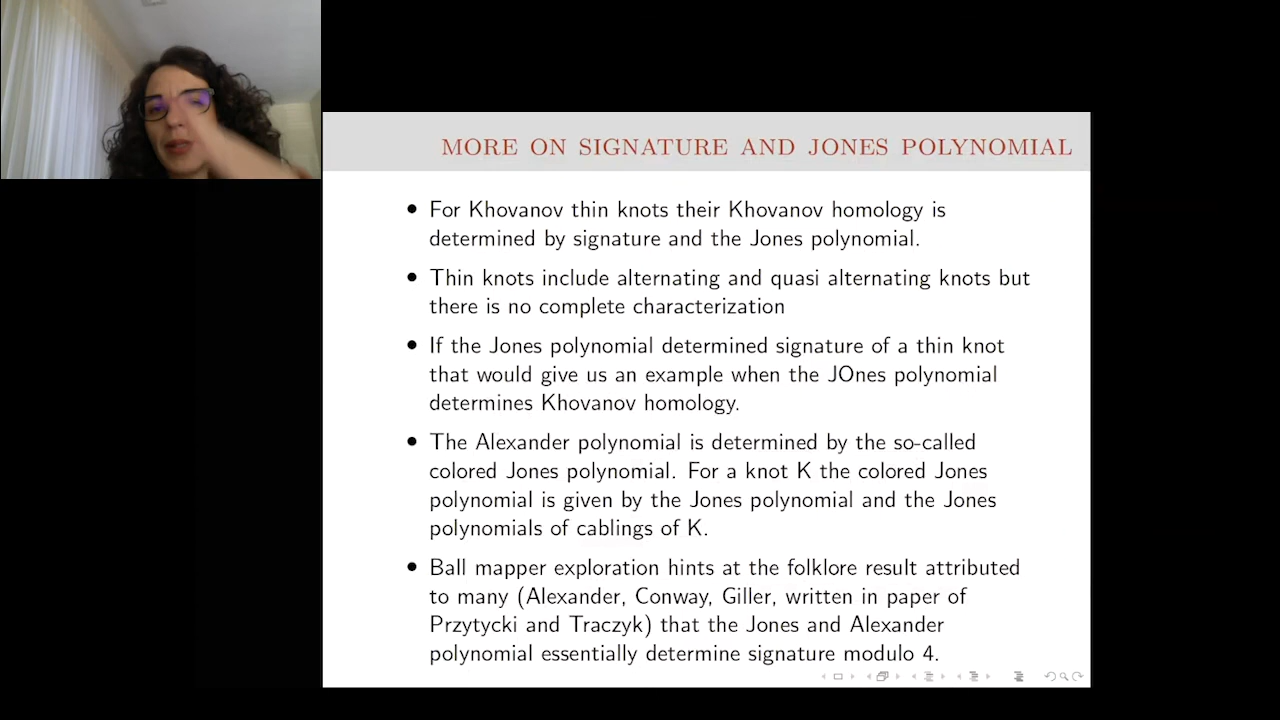 MORE ON SIGNATURE AND JONES POLYNOMIAL
• For Khovanov thin knots their Khovanov homology is
determined by signature and the Jones polynomial.
• Thin knots include alternating and quasi alternating knots but
there is no complete characterization
• If the Jones polynomial determined signature of a thin knot
that would give us an example when the JOnes polynomial
determines Khovanov homology.
• The Alexander polynomial is determined by the so-called
colored Jones polynomial. For a knot K the colored Jones
polynomial is given by the Jones polynomial and the Jones
polynomials of cablings of K.
• Ball mapper exploration hints at the folklore result attributed
to many (Alexander, Conway, Giller, written in paper of
Przytycki and Traczyk) that the Jones and Alexander
polynomial essentially determine signature modulo 4.